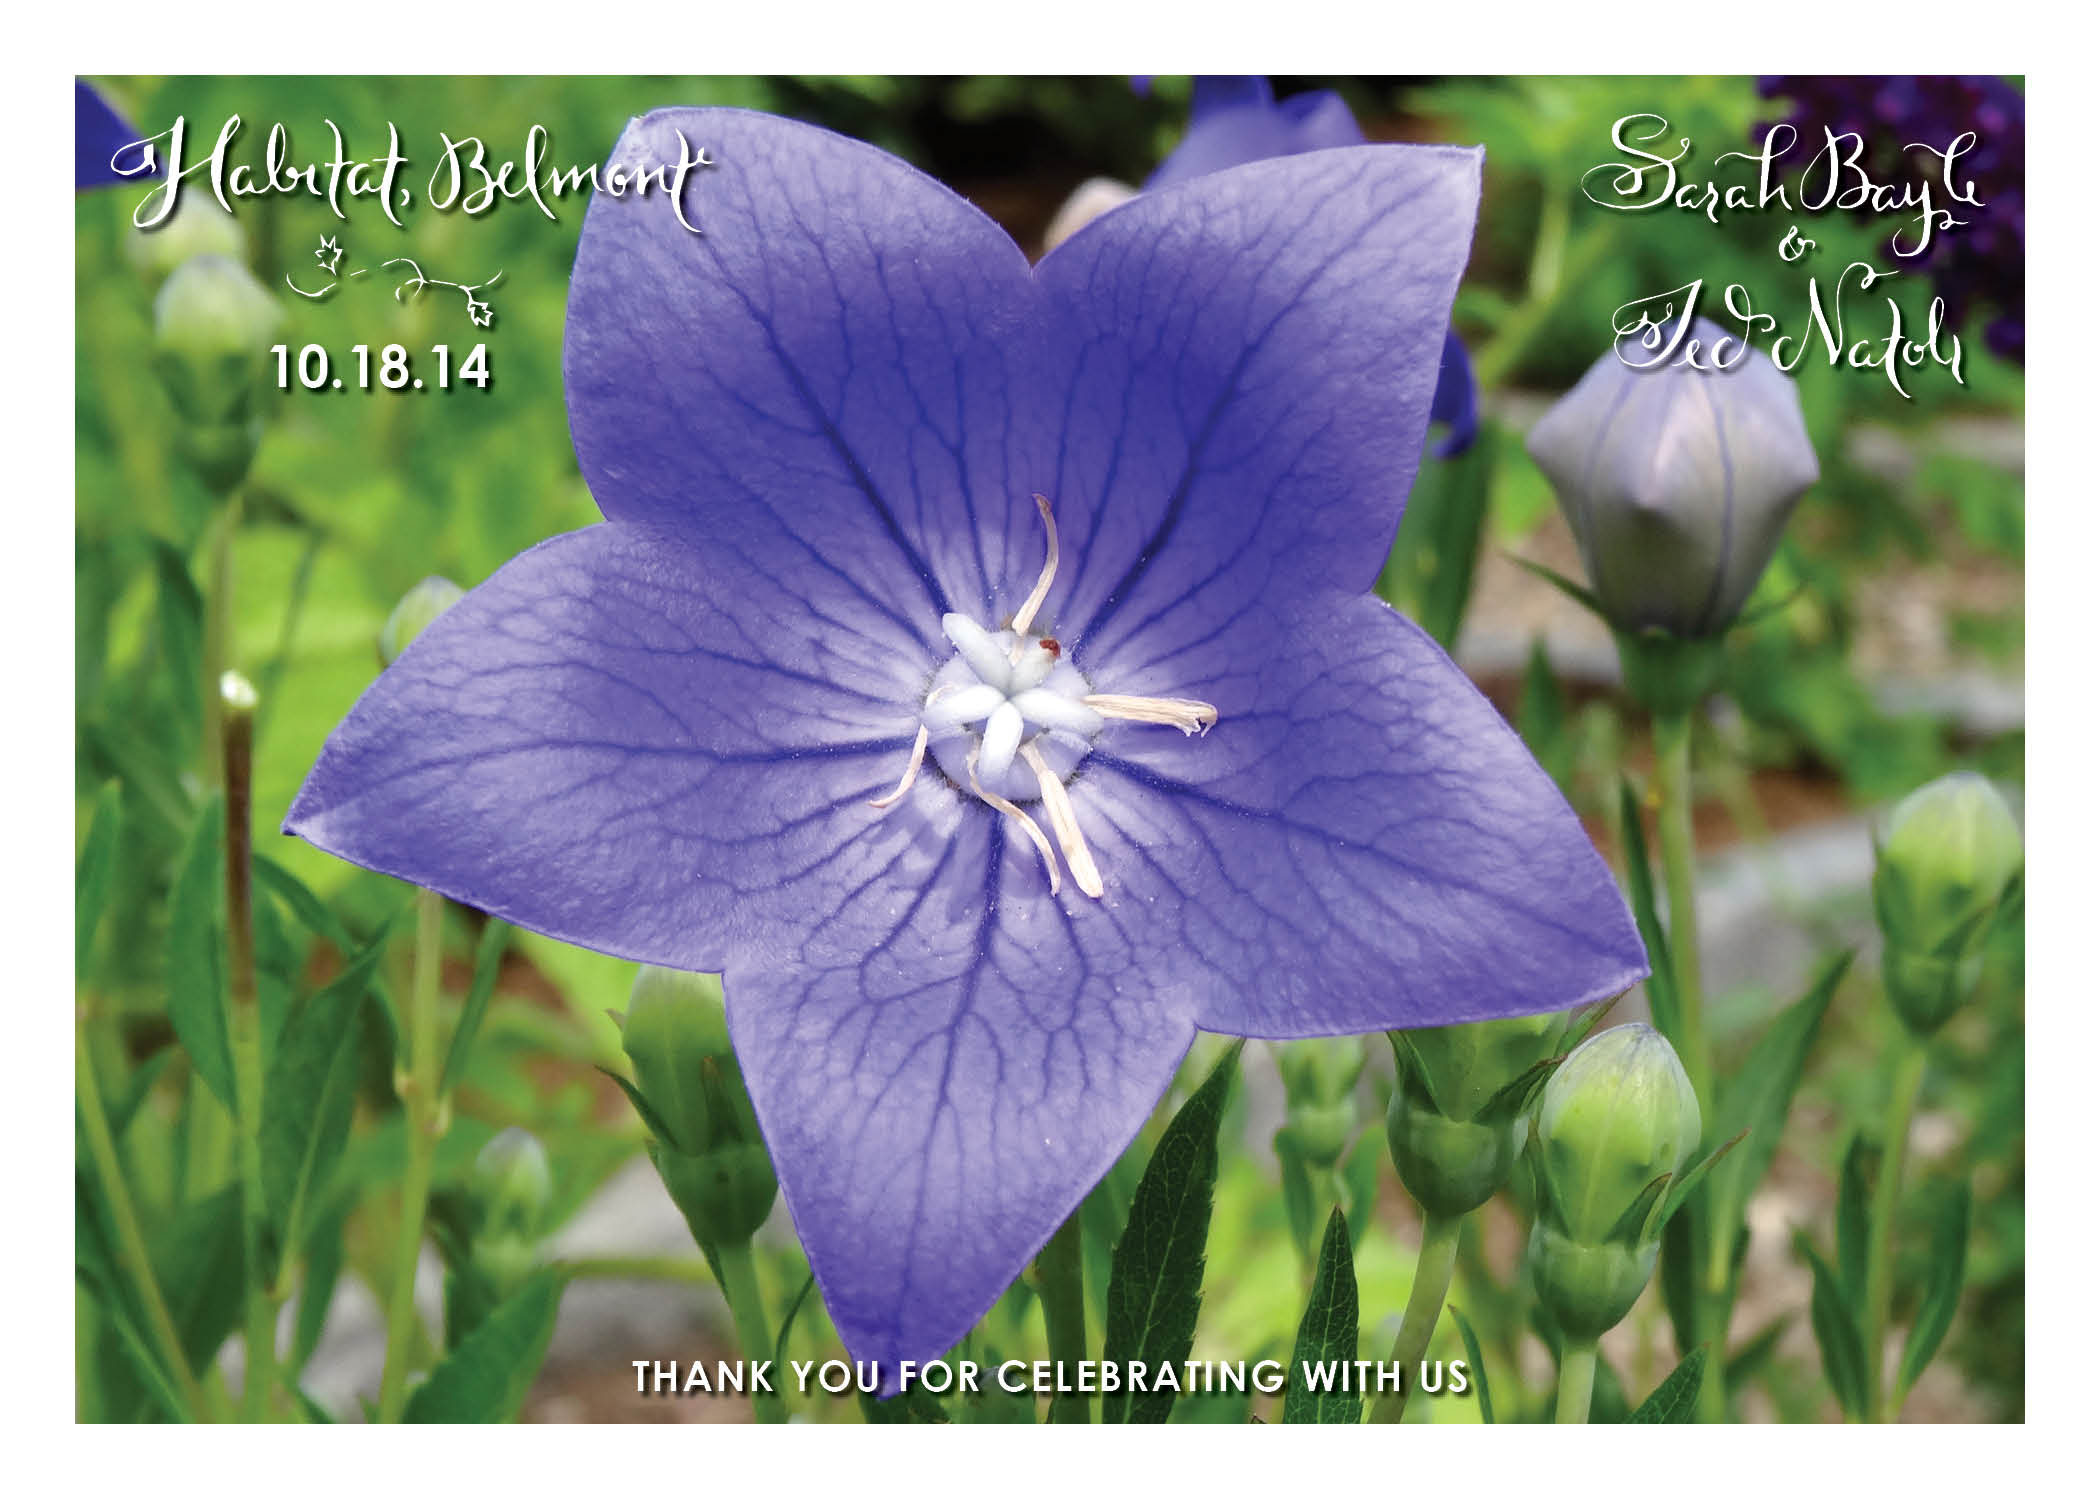 Habitat, Belmont
10.18.14
Sarah Bayle
&
Ted Natoli
THANK YOU FOR CELEBRATING WITH US